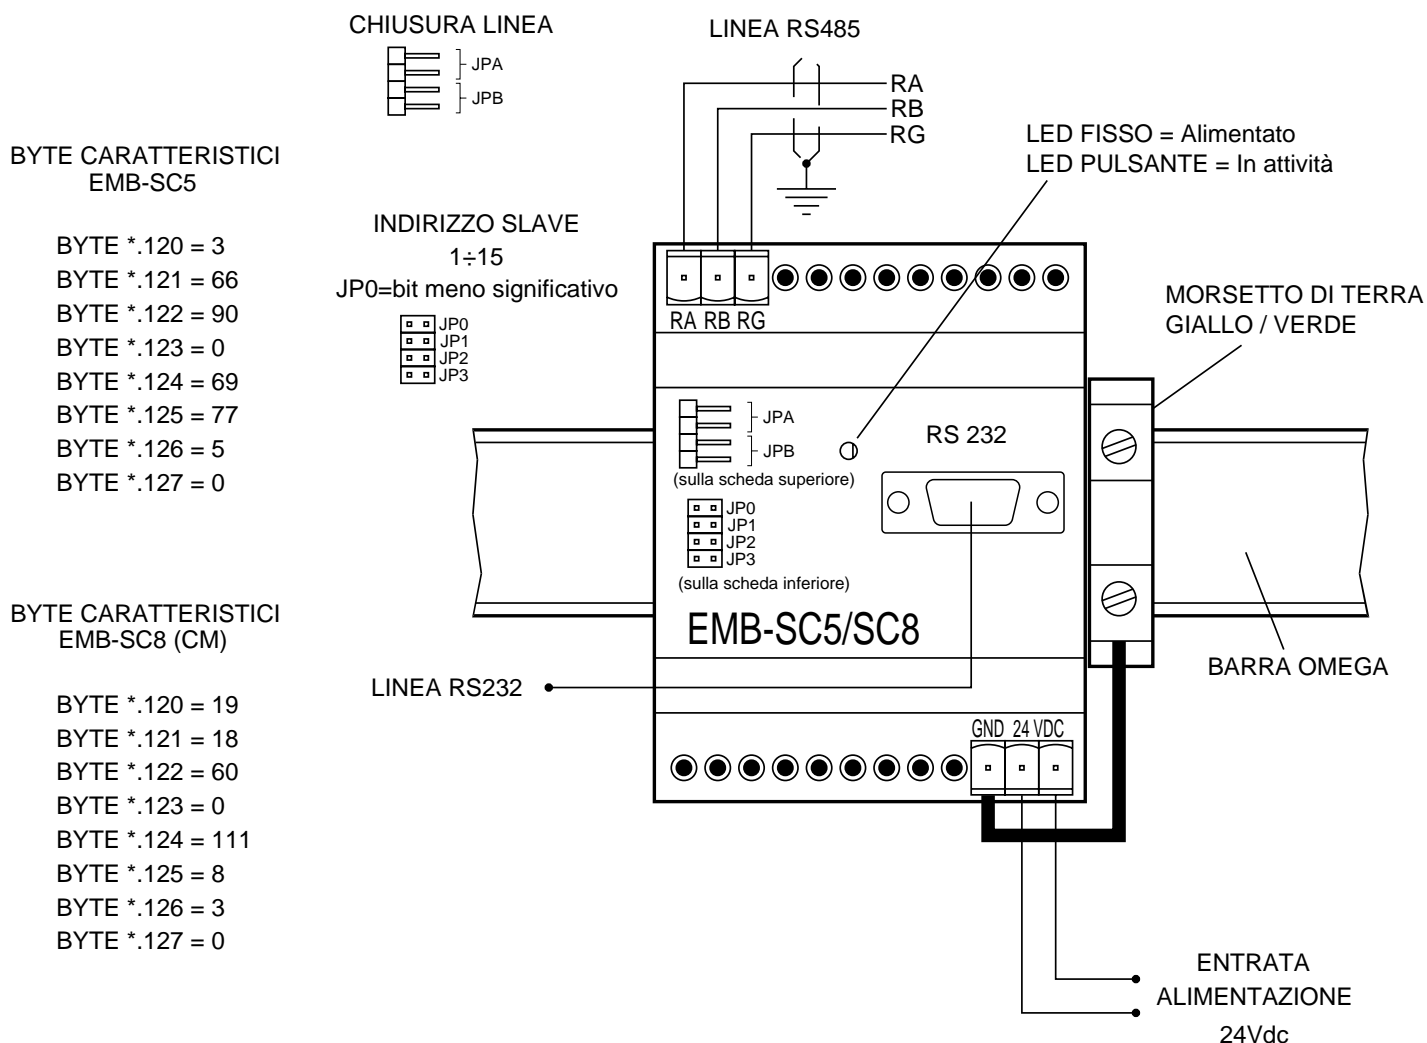 CHIUSURA LINEA
JPA
JPB
LINEA RS485
RA
RB
RG
LED FISSO = Alimentato
LED PULSANTE = In attività
BYTE CARATTERISTICI
EMB-SC5
BYTE *.120 = 3
BYTE *.121 = 66
BYTE *.122 = 90
BYTE *.123 = 0
BYTE *.124 = 69
BYTE *.125 = 77
BYTE *.126 = 5
BYTE *.127 = 0
INDIRIZZO SLAVE
1÷15
JP0=bit meno significativo
JP0
JP1
JP2
JP3
RA RB RG
MORSETTO DI TERRA
GIALLO / VERDE
JPA
JPB
(sulla scheda superiore)
RS 232
JP0
JP1
JP2
JP3
(sulla scheda inferiore)
EMB-SC5/SC8
BYTE CARATTERISTICI
EMB-SC8 (CM)
BYTE *.120 = 19
BYTE *.121 = 18
BYTE *.122 = 60
BYTE *.123 = 0
BYTE *.124 = 111
BYTE *.125 = 8
BYTE *.126 = 3
BYTE *.127 = 0
LINEA RS232
BARRA OMEGA
GND 24 VDC
ENTRATA
ALIMENTAZIONE
24Vdc